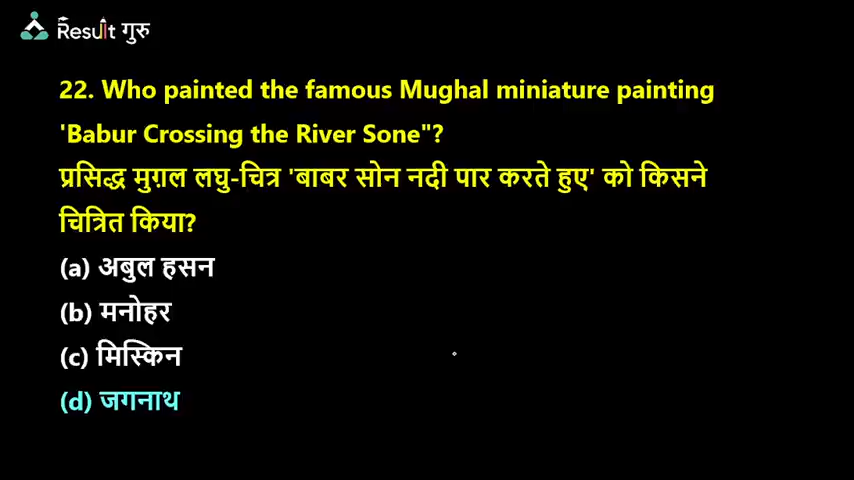 Result गुरु
22. Who painted the famous Mughal miniature painting
'Babur Crossing the River Sone"?
प्रसिद्ध मुग़ल लघु-चित्र 'बाबर सोन नदी पार करते हुए' को किसने
चित्रित किया?
(a) अबुल हसन
(b) मनोहर
(c) मिस्किन
(d) जगनाथ